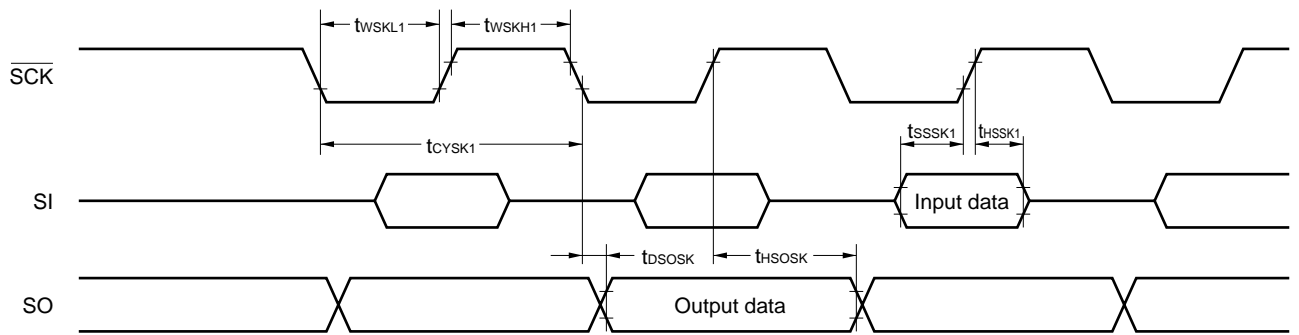 tWSKL1 tWSKH1
SCK
tCYSK1
tSSSK1 tHSSK1
SI
Input data
tDSOSK tHSOSK
SO
Output data